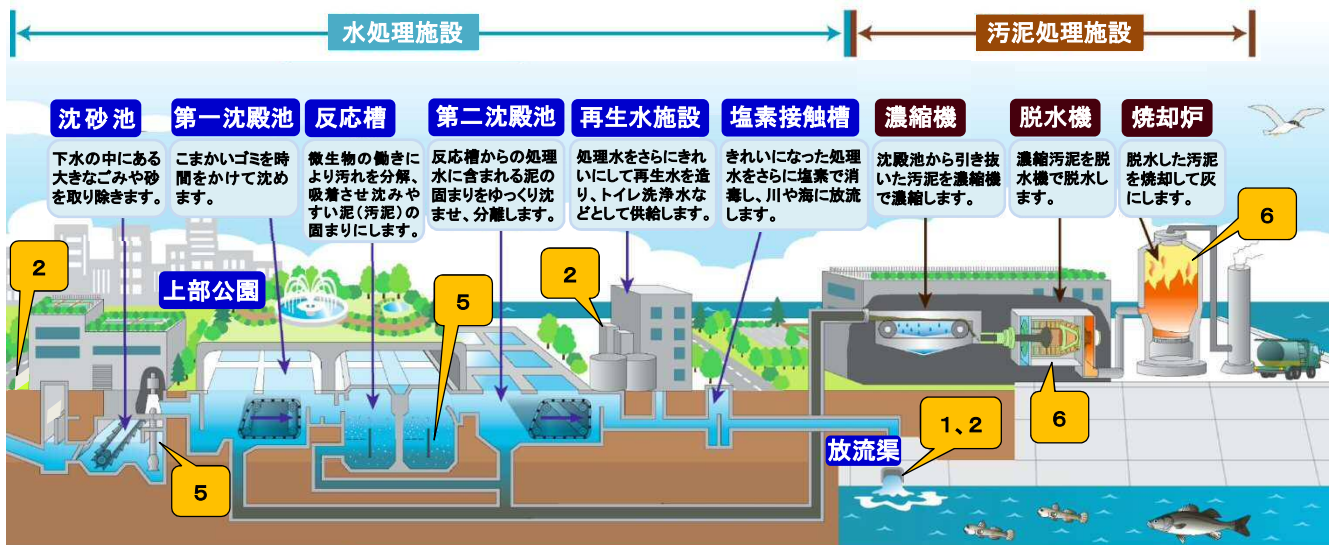 水処理施設
汚泥処理施設
沈砂池
下水の中にある
大きなごみや砂
を取り除きます。
第一沈殿池
こまかいゴミを時
間をかけて沈め
ます。
反応槽
微生物の働きに
より汚れを分解、
吸着させ沈みや
すい泥（汚泥）の
固まりにします。
第二沈殿池
反応槽からの処理
水に含まれる泥の
固まりをゆっくり沈
ませ、分離します。
再生水施設
処理水をさらにきれ
いにして再生水を造
り、トイレ洗浄水な
どとして供給します。
塩素接触槽
きれいになった処理
水をさらに塩素で消
毒し、川や海に放流
します。
濃縮機
沈殿池から引き抜
いた汚泥を濃縮機
で濃縮します。
脱水機
濃縮汚泥を脱
水機で脱水し
ます。
焼却炉
脱水した汚泥
を焼却して灰
にします。
2
上部公園
5
2
6
5
6
1、2
放流渠